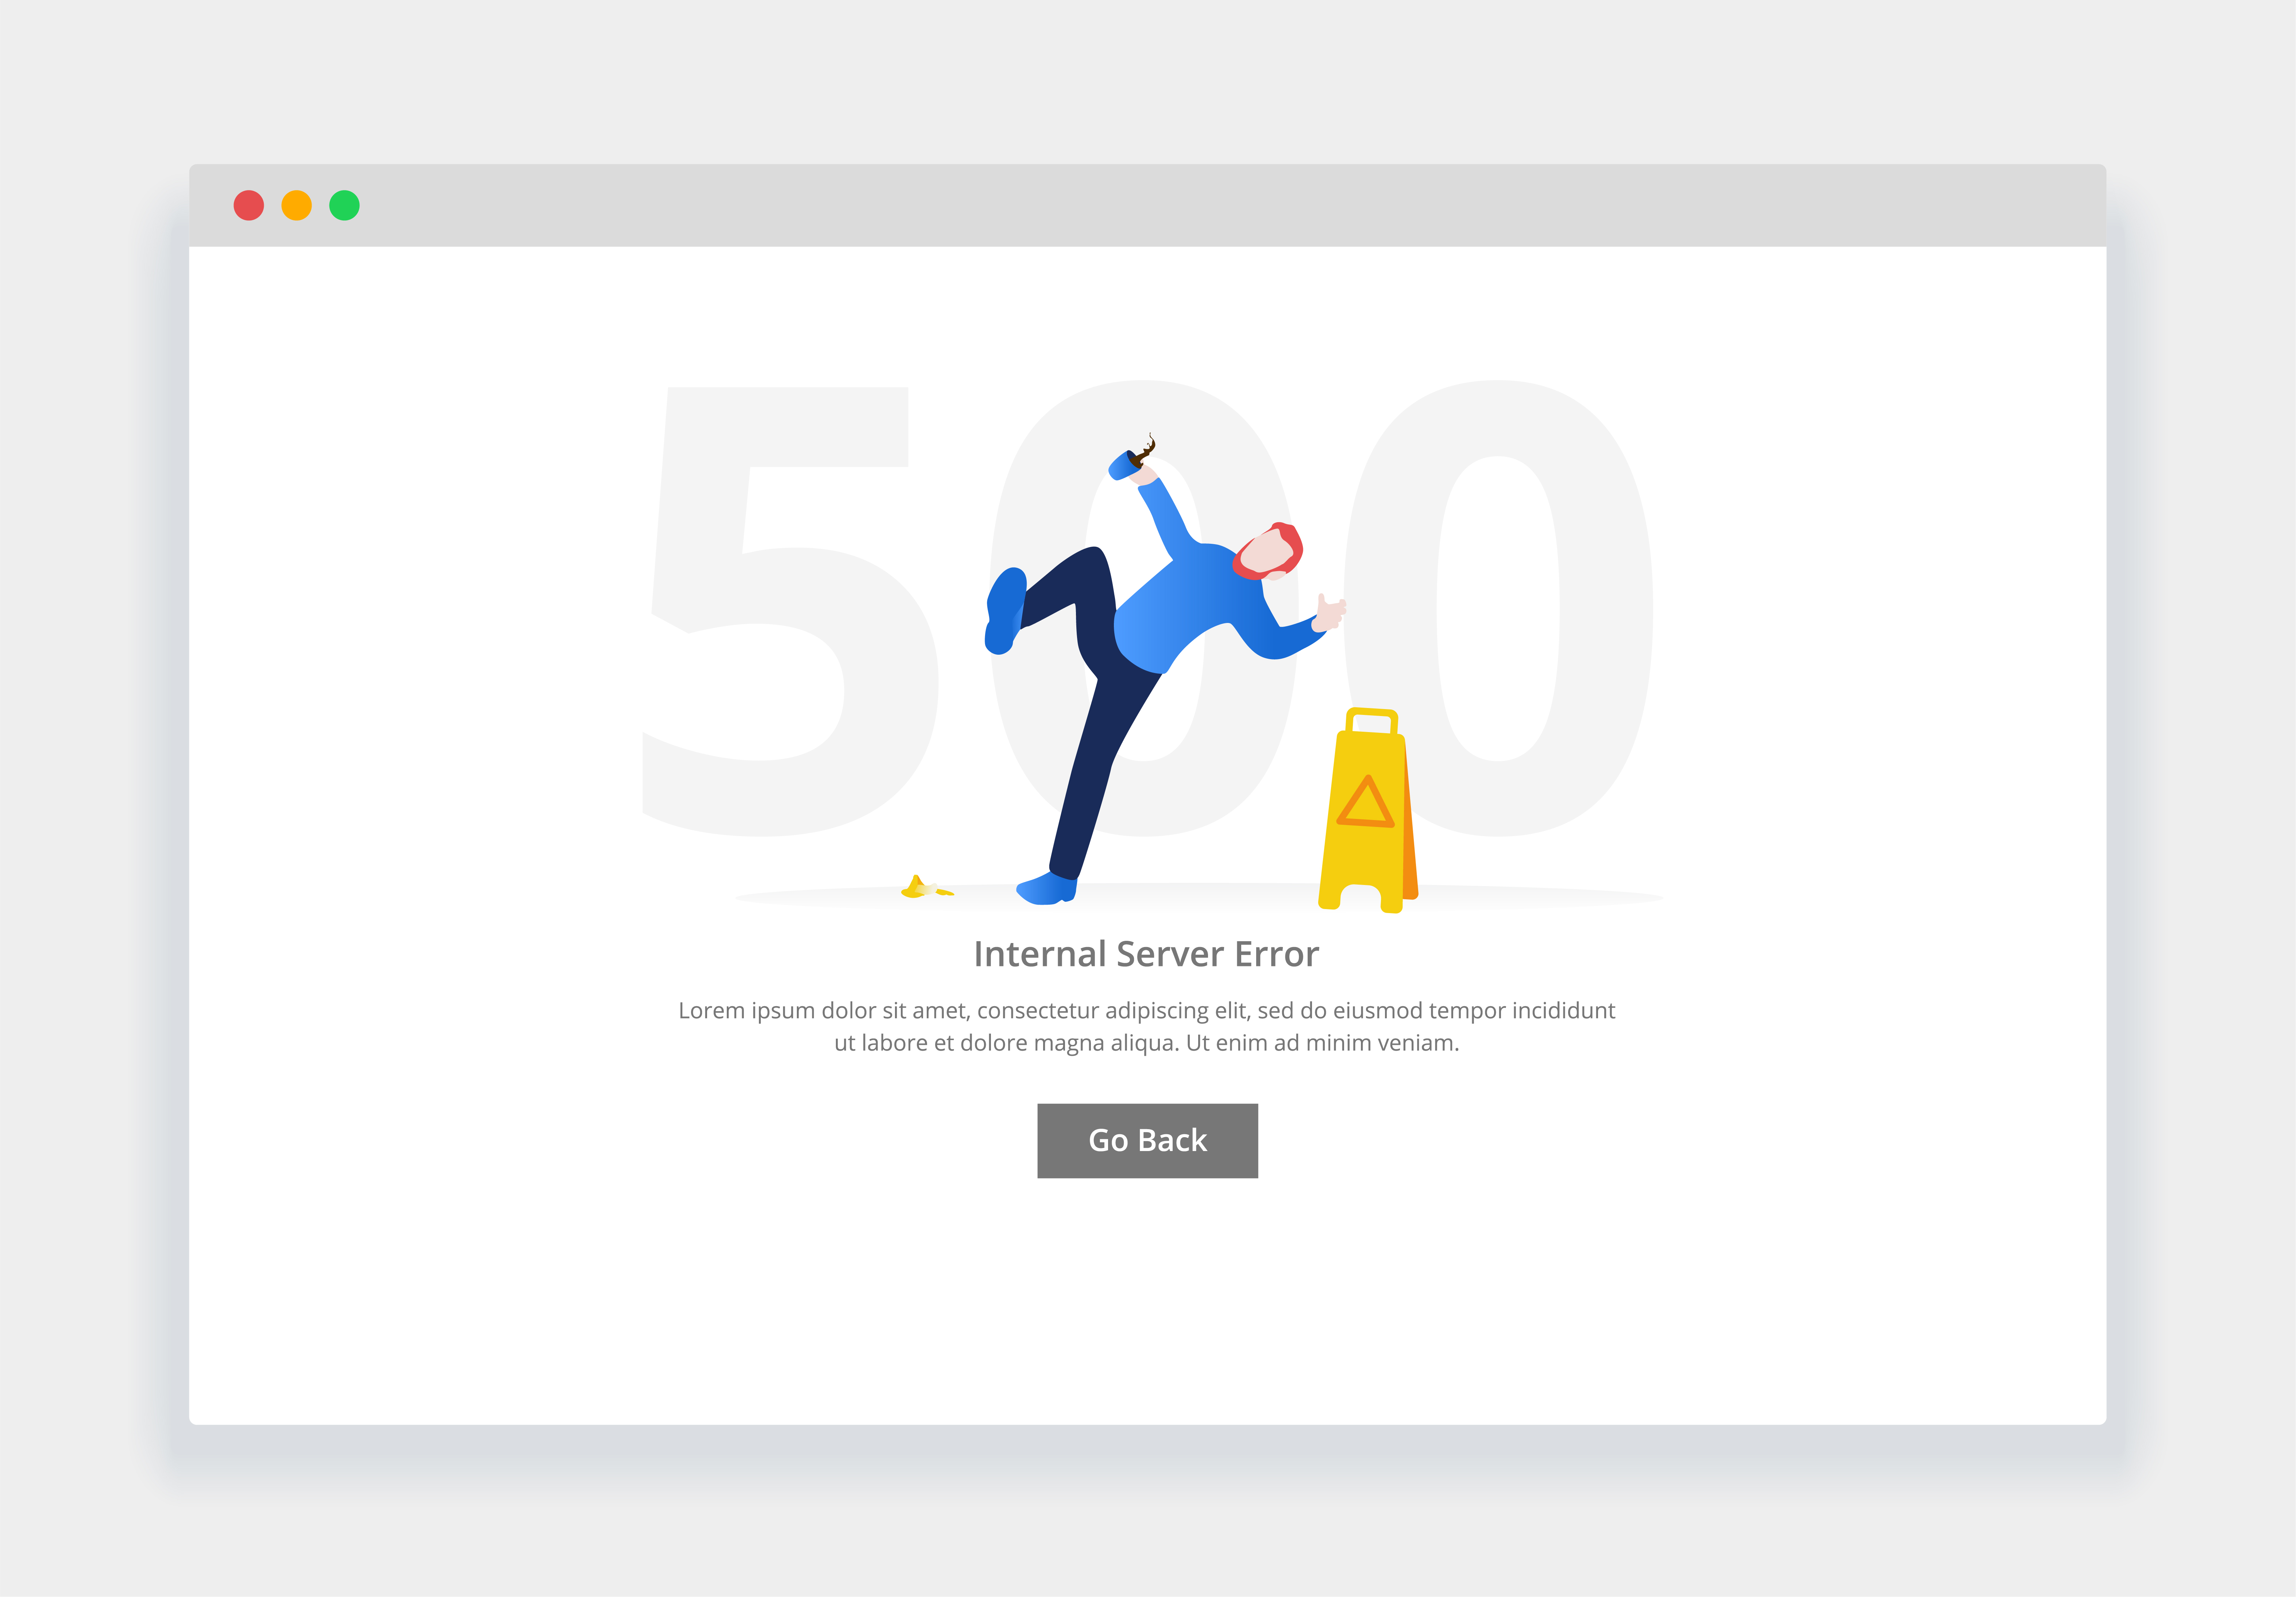 500
Internal Server Error
Lorem ipsum dolor sit amet, consectetur adipiscing elit, sed do eiusmod tempor incididunt
ut labore et dolore magna aliqua. Ut enim ad minim veniam.
Go Back